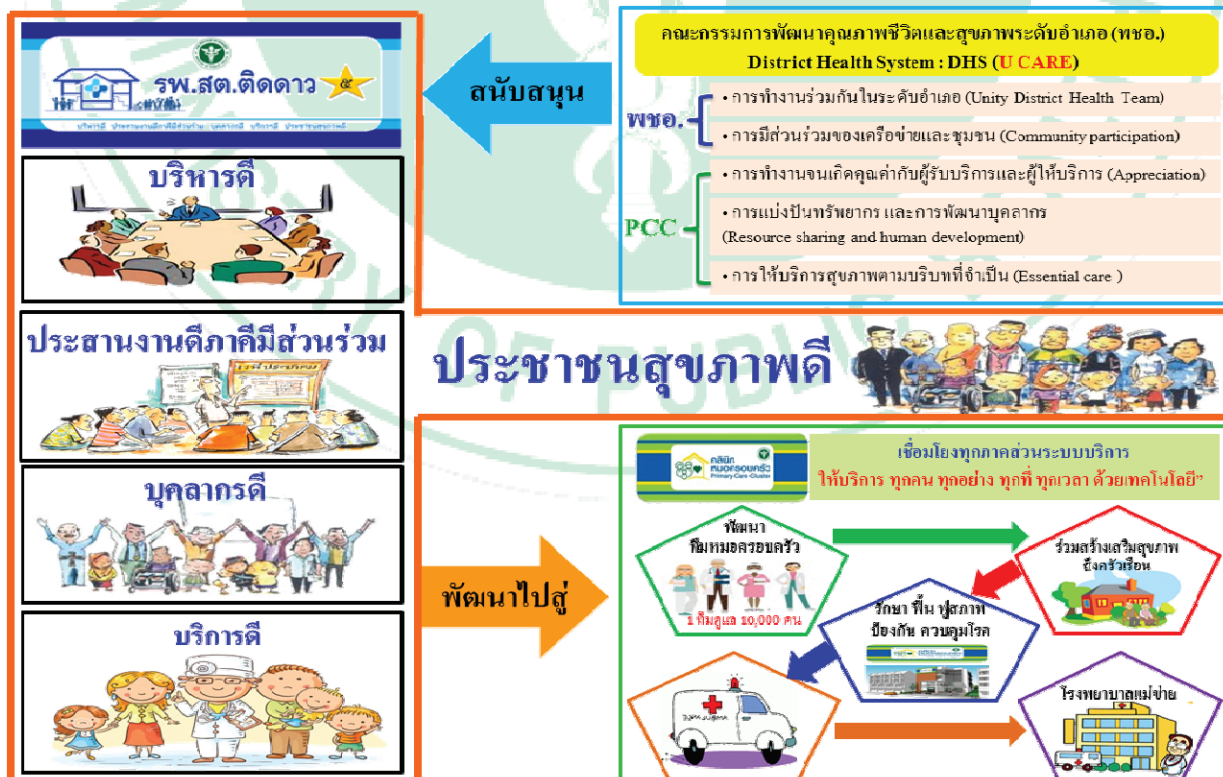 รพ.สต.ติดดาว
บริหารดี
ประสานงานดีภาคีมีส่วนร่วม
บุคลากรดี
บริการดี
สนับสนุน
คณะกรรมการพัฒนาคุณภาพชีวิตและสุขภาพระดับอำเภอ (พชอ.)
District Health System : DHS (U CARE)
พชอ.
• การทำงานร่วมกันในระดับอำเภอ (Unity District Health Team)
• การมีส่วนร่วมของเครือข่ายและชุมชน (Community participation)
PCC
• การทำงานจนเกิดคุณค่ากับผู้รับบริการและผู้ให้บริการ (Appreciation)
• การแบ่งปันทรัพยากร และการพัฒนาบุคลากร
(Resource sharing and human development)
• การให้บริการสุขภาพตามบริบทที่จำเป็น (Essential care )
ประชาชนสุขภาพดี
พัฒนาไปสู่
คลินิก
หมอครอบครัว
Primary Care Cluster
เชื่อมโยงทุกภาคส่วนระบบบริการ
ให้บริการ ทุกคน ทุกอย่าง ทุกที่ ทุกเวลา ด้วยเทคโนโลยี”
พัฒนา
ทีมหมอครอบครัว
1 ทีมดูแล 10,000 คน
ร่วมสร้างเสริมสุขภาพ
ถึงครัวเรือน
รักษา ฟื้น ฟูสภาพ
ป้องกัน ควบคุมโรค
โรงพยาบาลแม่ข่าย